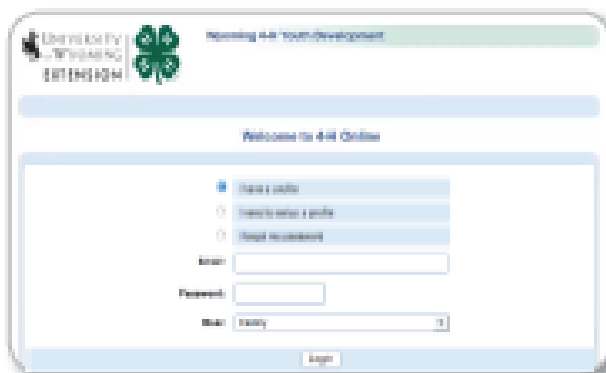 UNIVERSITY
OF WYOMING
EXTENSION
Wyoming 4-H Youth Development
Welcome to 4-H Online
I have a profile
I need to setup a profile
I forgot my password
Email:
Password:
Role: Family
Login